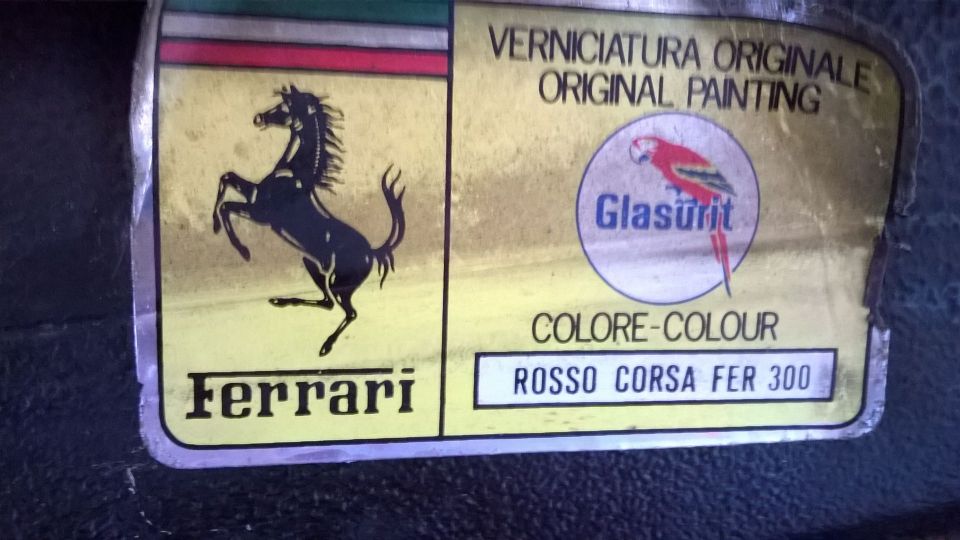 VERNICIATURA ORIGINALE
ORIGINAL PAINTING
Glasurit
COLORE-COLOUR
ROSSO CORSA FER 300
Ferrari